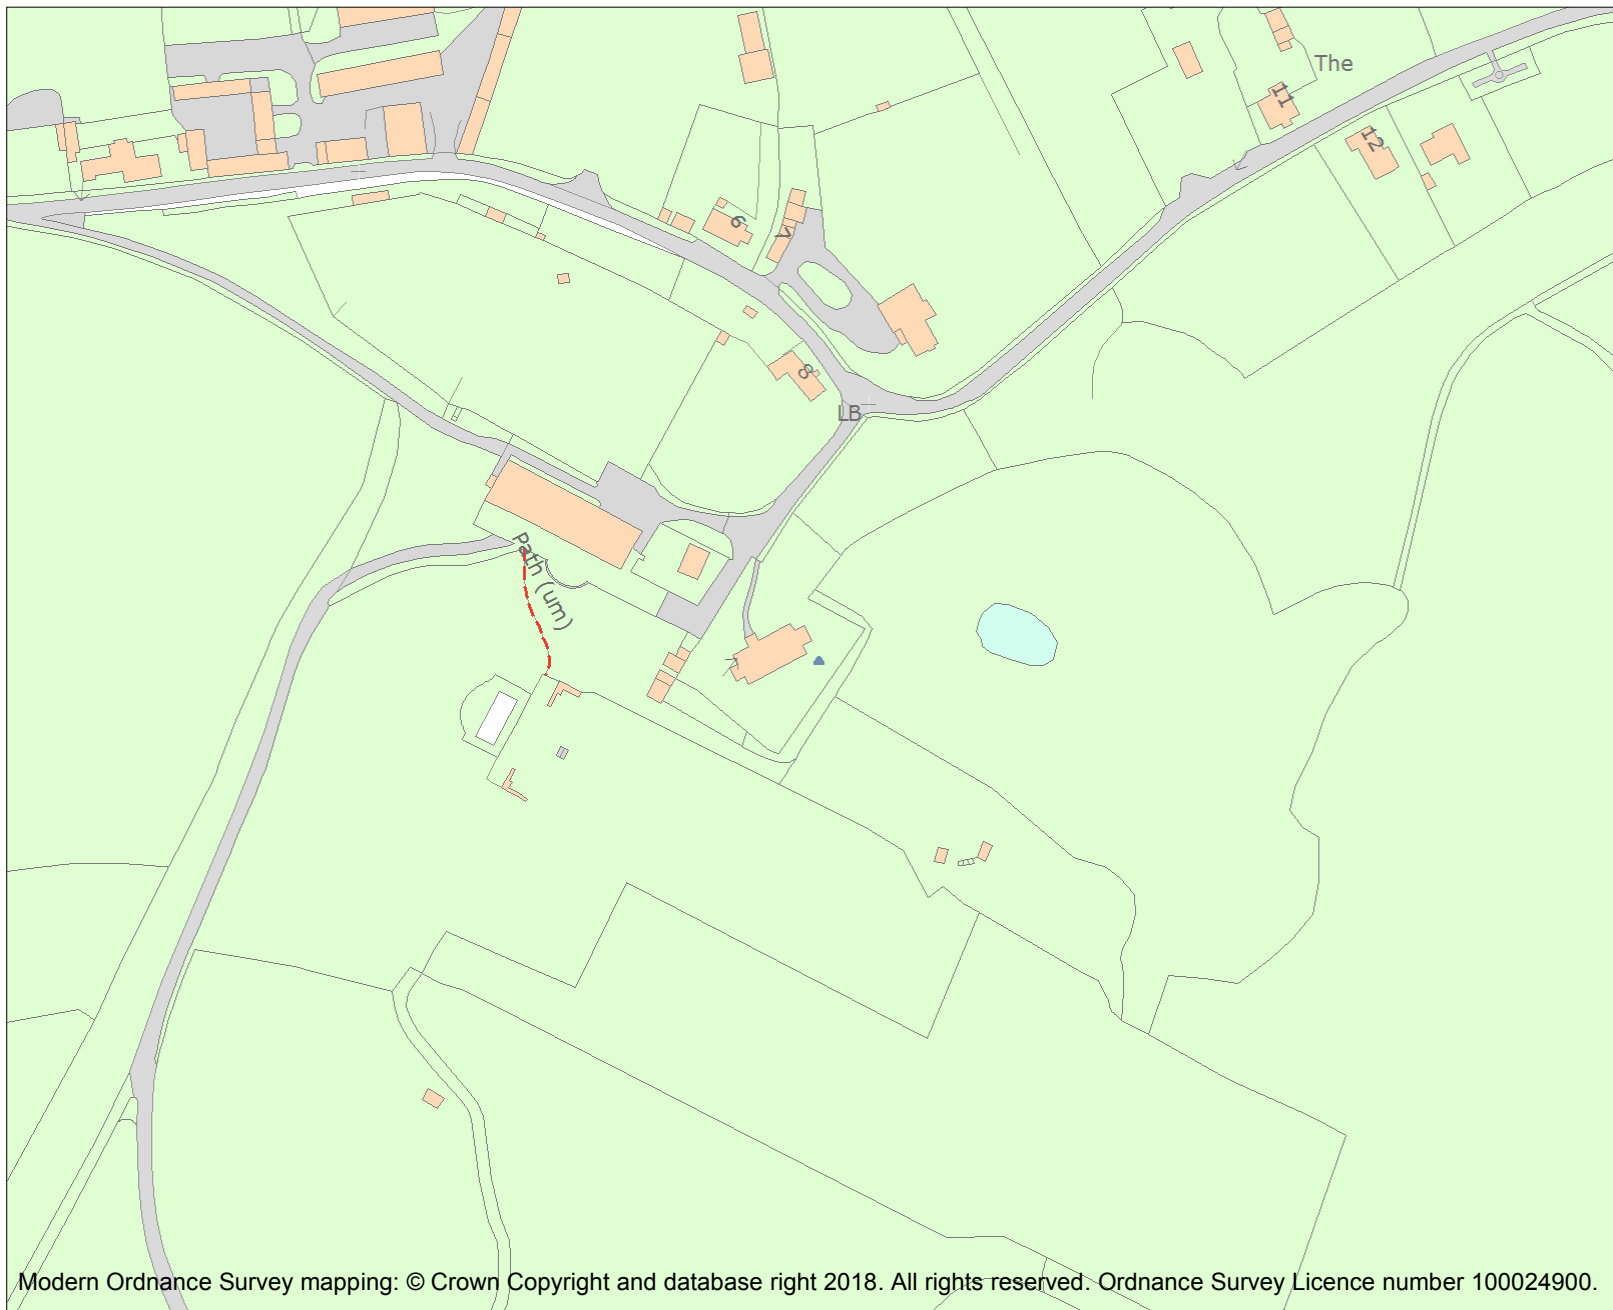 The
11
12
6
7
8
LB
Path (um)
7
Modern Ordnance Survey mapping: © Crown Copyright and database right 2018. All rights reserved. Ordnance Survey Licence number 100024900.